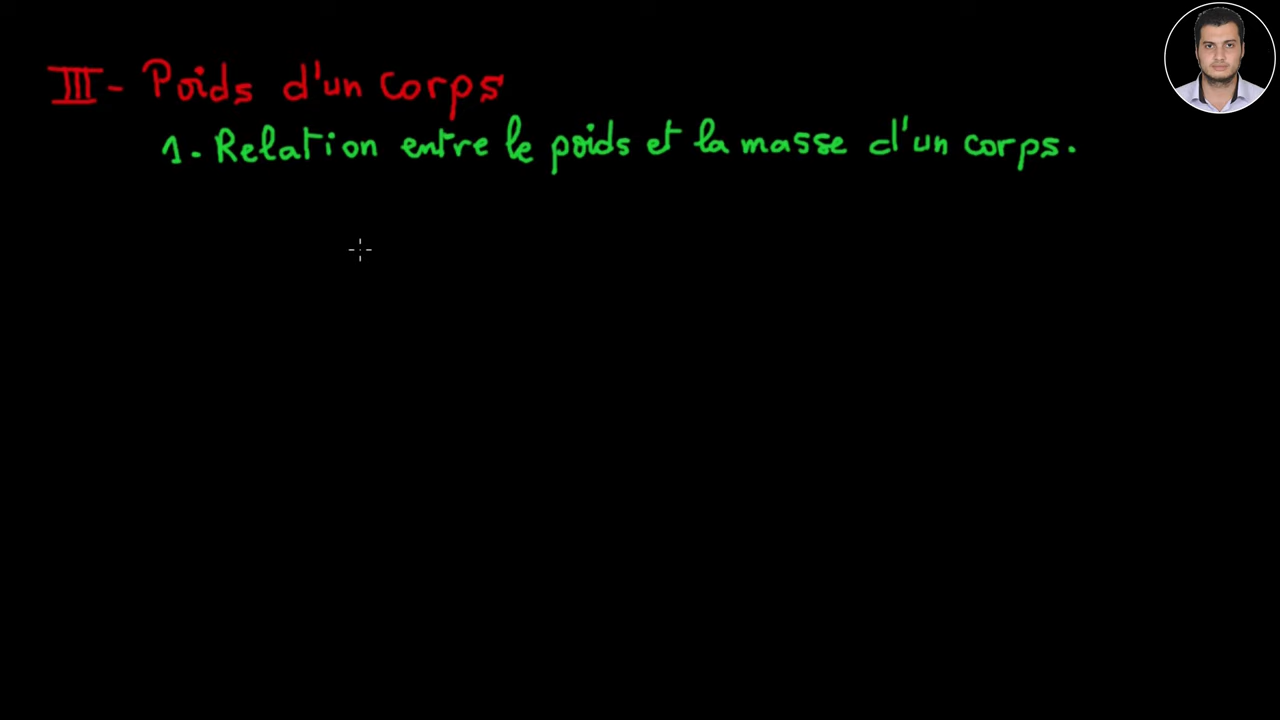 III- Poids d'un corps
1. Relation entre le poids et la masse d'un corps.